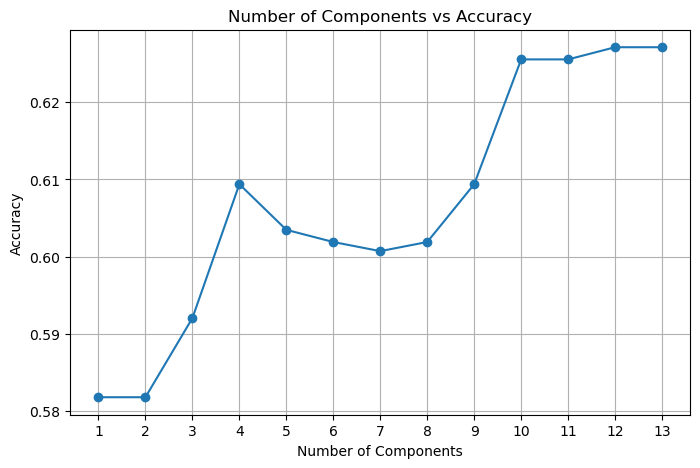 Number of Components vs Accuracy
Accuracy
0.62
0.61
0.60
0.59
0.58
1 2 3 4 5 6 7 8 9 10 11 12 13
Number of Components